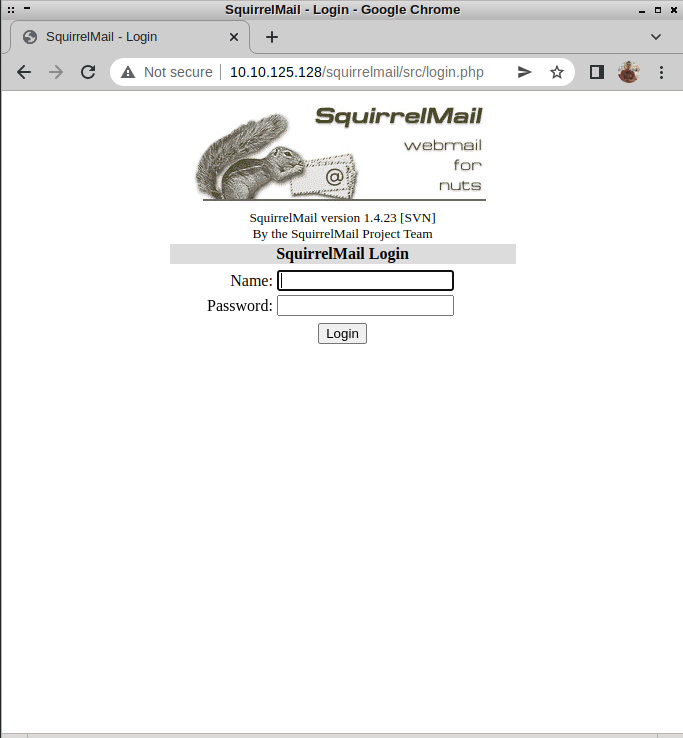 SquirrelMail - Login - Google Chrome
SquirrelMail - Login
Not secure 10.10.125.128/squirrelmail/src/login.php
SquirrelMail
webmail
for
nuts
@
SquirrelMail version 1.4.23 [SVN]
By the SquirrelMail Project Team
SquirrelMail Login
Name:
Password:
Login